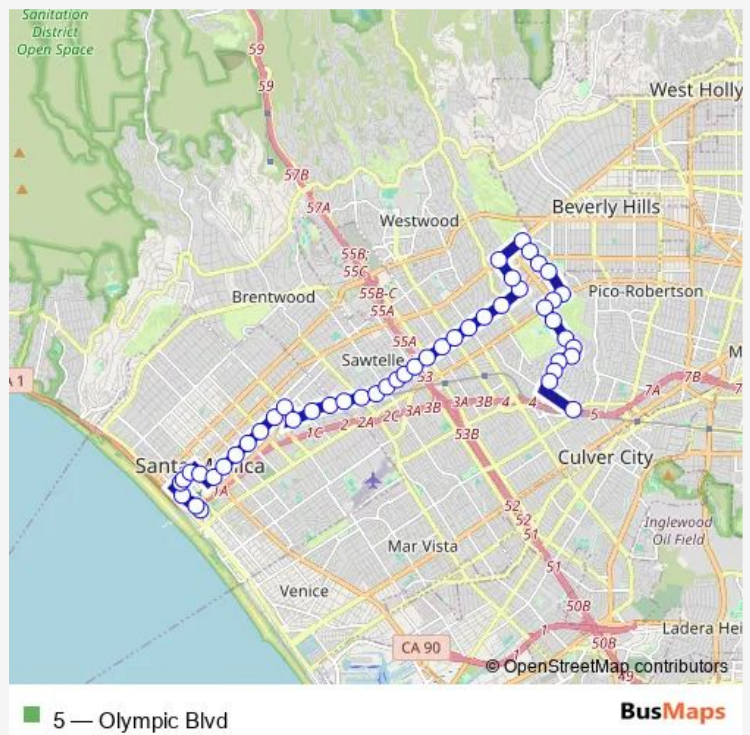 Sanitation
District
Open Space
59
59
West Holly
57B
57A
Westwood
Beverly Hills
55B;
55C
55B-C
55A
Brentwood
Pico-Robertson
55A
Sawtelle
53
1
M
7A
7B
3A
3B
4
4
5
1C
2
2A
2C
3A
3B
53B
Santa Monica
1A
Culver City
52
52
51
Inglewood
Oil Field
Mar Vista
51
Venice
50B
1
50B
Ladera Hei
CA 90
1
49
© OpenStreetMap contributors
5 — Olympic Blvd
BusMaps